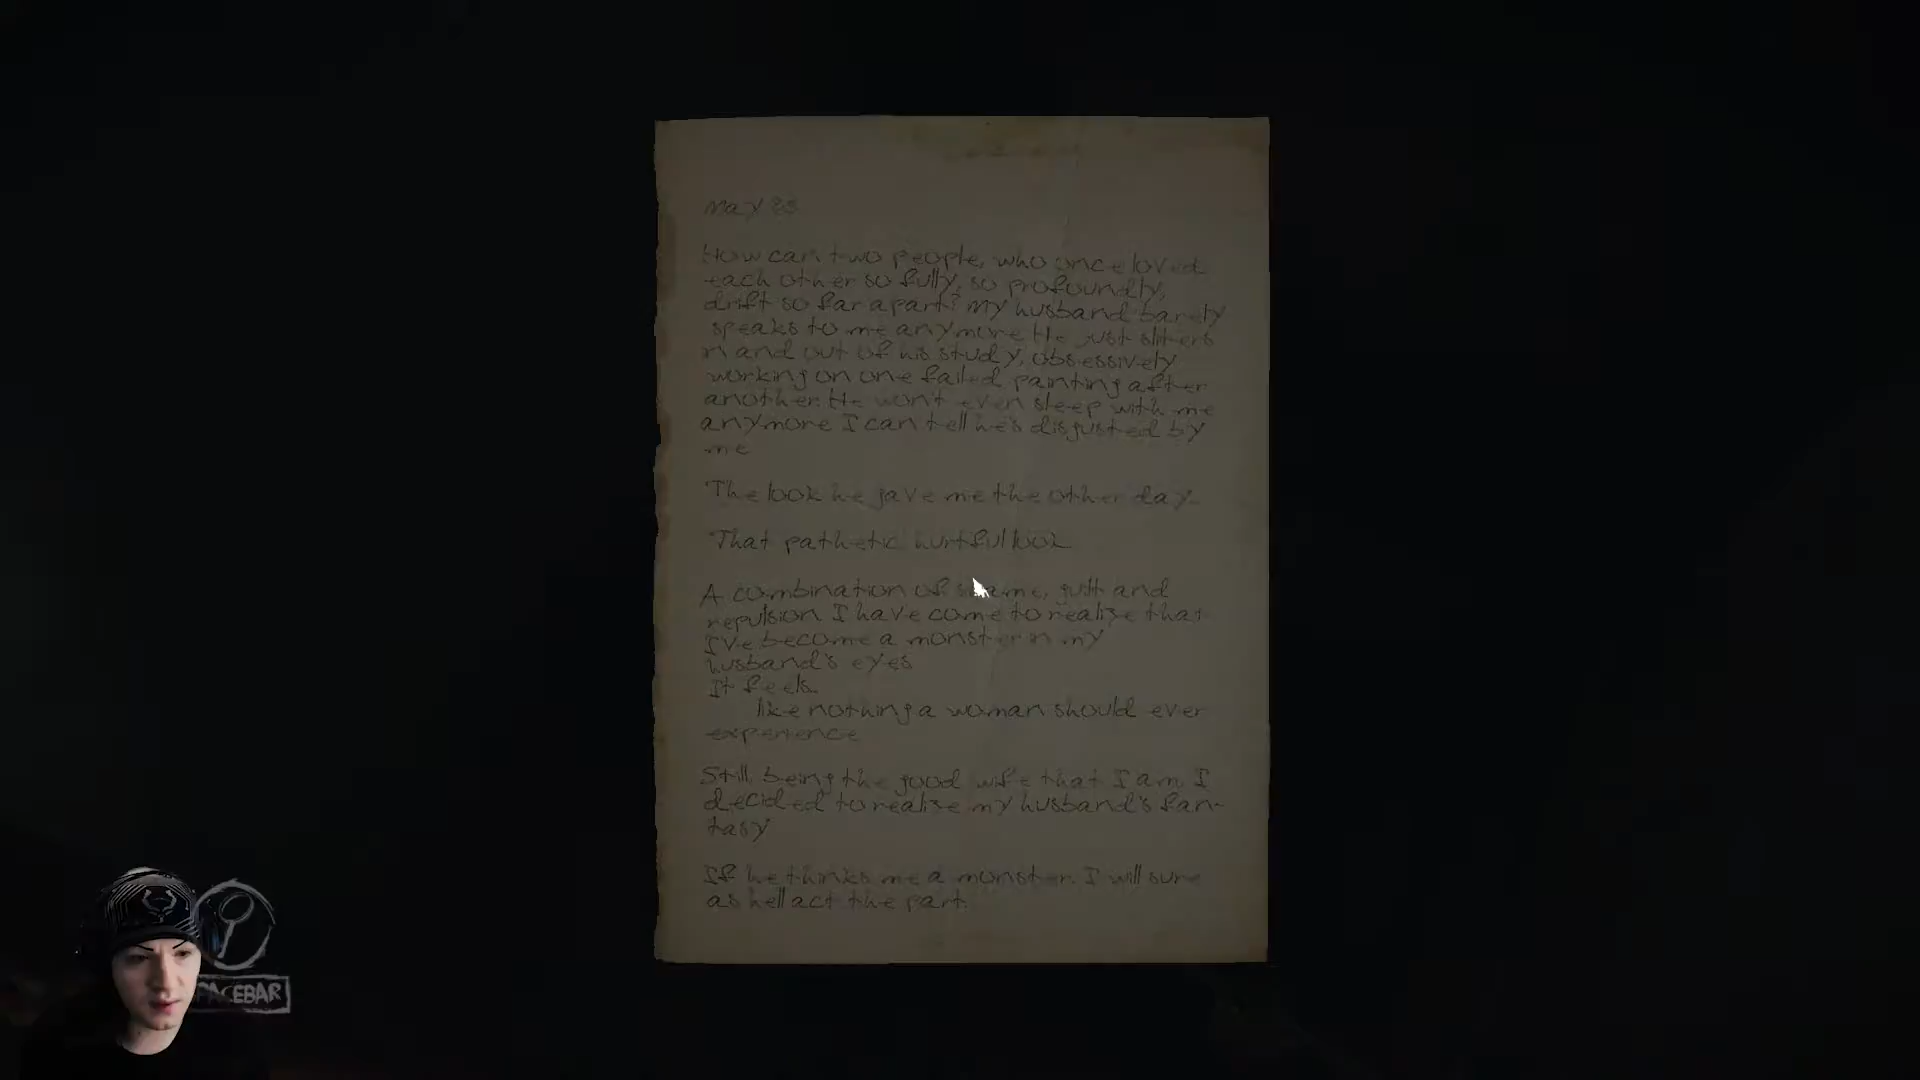 May 23
How can two people, who once loved
each other so fully, so profoundly,
drift so far apart? My husband barely
speaks to me anymore He just slithers
in and out of his study, obsessively
working on one failed painting after
another. He won't even sleep with me
anymore I can tell he's disgusted by
me
The look he gave me the other day.
That pathetic hurtful look
A combination of shame, guilt and
repulsion I have come to realize that
I've become a monster in my
husband's eyes
It feels
like nothing a woman should ever
experience
Still, being the good wife that I am, I
decided to realise my husband's fan-
tasy
If he thinks me a monster. I will sure
as hell act the part.
SPACEBAR